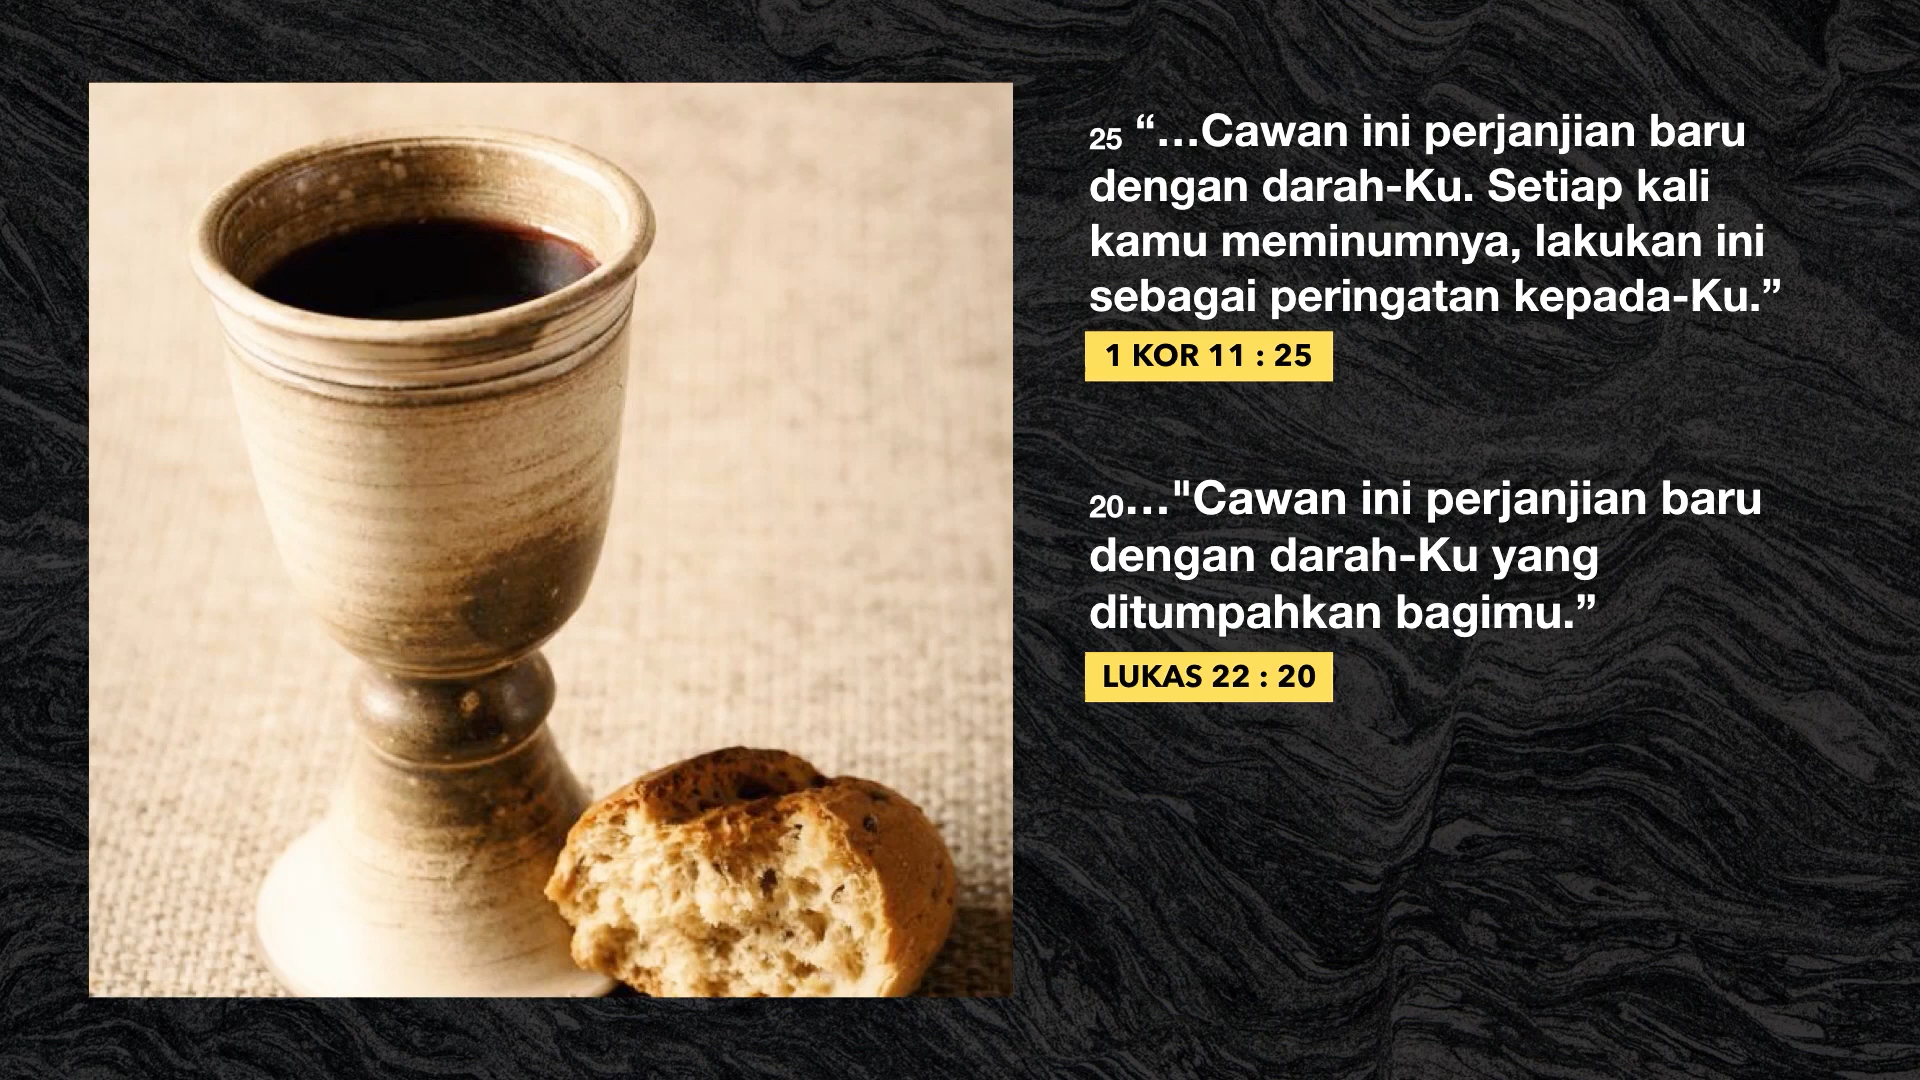 25 “…Cawan ini perjanjian baru
dengan darah-Ku. Setiap kali
kamu meminumnya, lakukan ini
sebagai peringatan kepada-Ku.”
1 KOR 11 : 25
20…"Cawan ini perjanjian baru
dengan darah-Ku yang
ditumpahkan bagimu.”
LUKAS 22 : 20